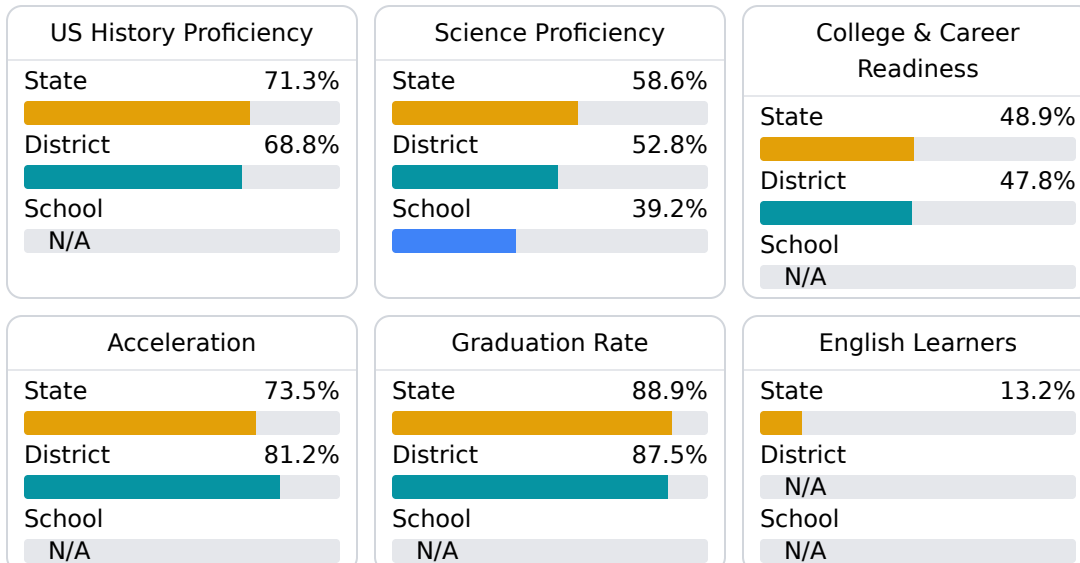 US History Proficiency
State 71.3%
District 68.8%
School
N/A
Science Proficiency
State 58.6%
District 52.8%
School 39.2%
College & Career
Readiness
State 48.9%
District 47.8%
School
N/A
Acceleration
State 73.5%
District 81.2%
School
N/A
Graduation Rate
State 88.9%
District 87.5%
School
N/A
English Learners
State 13.2%
District
N/A
School
N/A